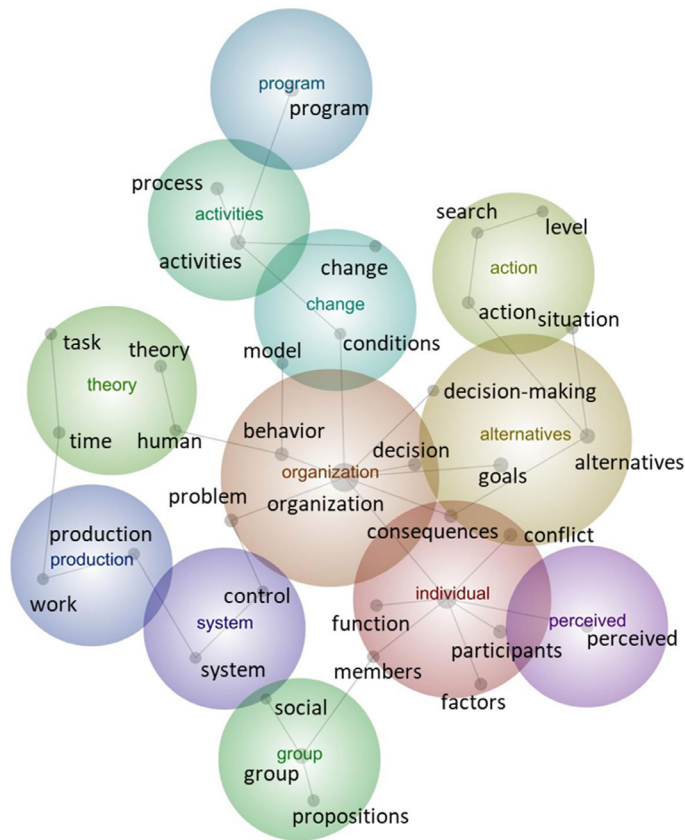 program
program
process
activities
activities
search
level
action
change
change
action
situation
task
theory
model
conditions
theory
decision-making
time
human
behavior
decision
alternatives
alternatives
organization
goals
problem
organization
production
consequences
conflict
production
work
control
individual
system
function
perceived
participants
perceived
system
members
factors
social
group
group
propositions